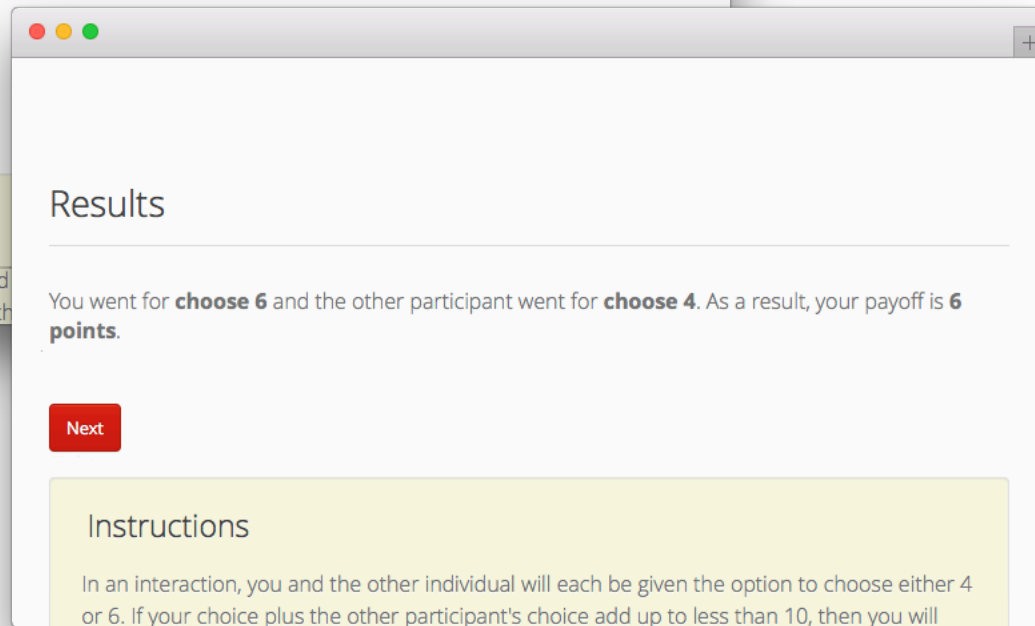 Results
You went for choose 6 and the other participant went for choose 4. As a result, your payoff is 6
points.
Next
Instructions
In an interaction, you and the other individual will each be given the option to choose either 4
or 6. If your choice plus the other participant's choice add up to less than 10, then you will